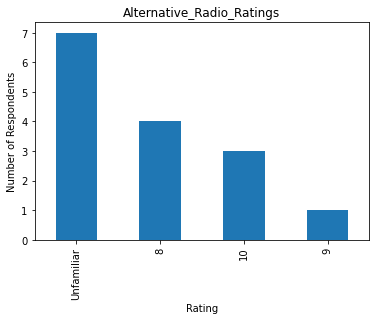 Alternative_Radio_Ratings
Number of Respondents
7
6
5
4
3
2
1
0
Unfamiliar
8
10
9
Rating